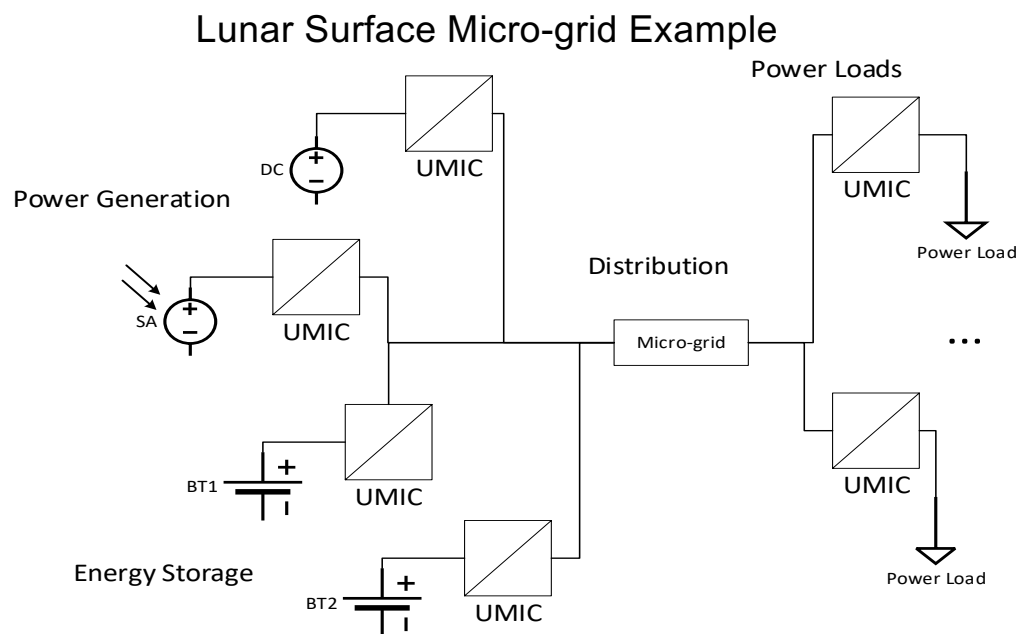 Lunar Surface Micro-grid Example
Power Loads
DC
UMIC
UMIC
Power Generation
Power Load
SA
UMIC
Distribution
Micro-grid
...
BT1
UMIC
UMIC
Energy Storage
BT2
UMIC
Power Load